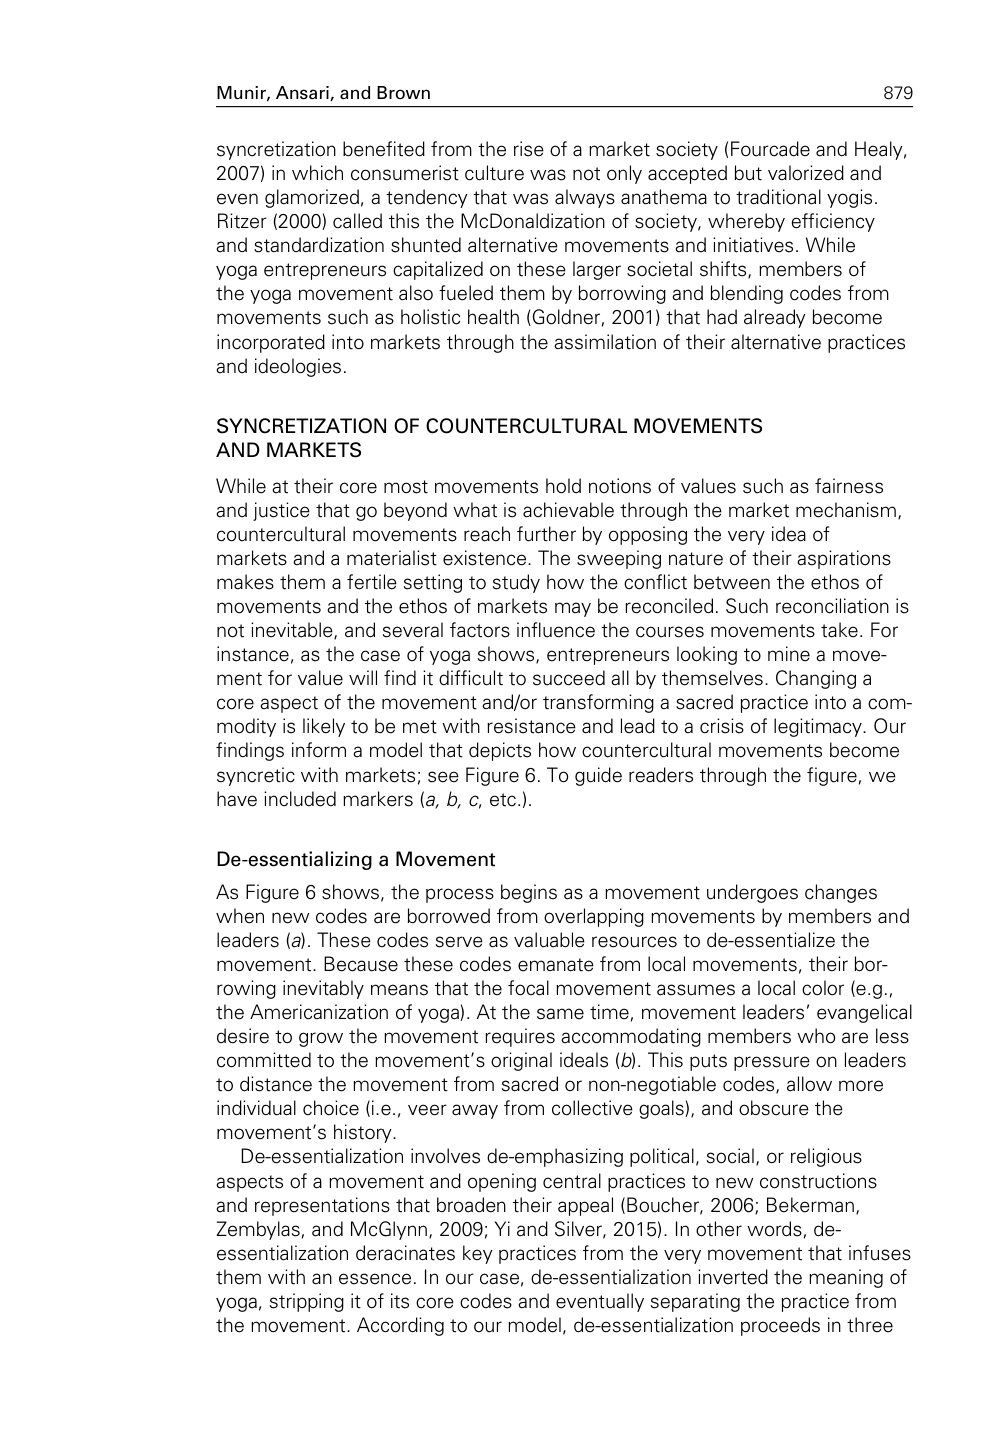 Munir, Ansari, and Brown 879
syncretization benefited from the rise of a market society (Fourcade and Healy,
2007) in which consumerist culture was not only accepted but valorized and
even glamorized, a tendency that was always anathema to traditional yogis.
Ritzer (2000) called this the McDonaldization of society, whereby efficiency
and standardization shunted alternative movements and initiatives. While
yoga entrepreneurs capitalized on these larger societal shifts, members of
the yoga movement also fueled them by borrowing and blending codes from
movements such as holistic health (Goldner, 2001) that had already become
incorporated into markets through the assimilation of their alternative practices
and ideologies.
SYNCRETIZATION OF COUNTERCULTURAL MOVEMENTS
AND MARKETS
While at their core most movements hold notions of values such as fairness
and justice that go beyond what is achievable through the market mechanism,
countercultural movements reach further by opposing the very idea of
markets and a materialist existence. The sweeping nature of their aspirations
makes them a fertile setting to study how the conflict between the ethos of
movements and the ethos of markets may be reconciled. Such reconciliation is
not inevitable, and several factors influence the courses movements take. For
instance, as the case of yoga shows, entrepreneurs looking to mine a move-
ment for value will find it difficult to succeed all by themselves. Changing a
core aspect of the movement and/or transforming a sacred practice into a com-
modity is likely to be met with resistance and lead to a crisis of legitimacy. Our
findings inform a model that depicts how countercultural movements become
syncretic with markets; see Figure 6. To guide readers through the figure, we
have included markers (a, b, c, etc.).
De-essentializing a Movement
As Figure 6 shows, the process begins as a movement undergoes changes
when new codes are borrowed from overlapping movements by members and
leaders (a). These codes serve as valuable resources to de-essentialize the
movement. Because these codes emanate from local movements, their bor-
rowing inevitably means that the focal movement assumes a local color (e.g.,
the Americanization of yoga). At the same time, movement leaders' evangelical
desire to grow the movement requires accommodating members who are less
committed to the movement's original ideals (b). This puts pressure on leaders
to distance the movement from sacred or non-negotiable codes, allow more
individual choice (i.e., veer away from collective goals), and obscure the
movement's history.
De-essentialization involves de-emphasizing political, social, or religious
aspects of a movement and opening central practices to new constructions
and representations that broaden their appeal (Boucher, 2006; Bekerman,
Zembylas, and McGlynn, 2009; Yi and Silver, 2015). In other words, de-
essentialization deracinates key practices from the very movement that infuses
them with an essence. In our case, de-essentialization inverted the meaning of
yoga, stripping it of its core codes and eventually separating the practice from
the movement. According to our model, de-essentialization proceeds in three